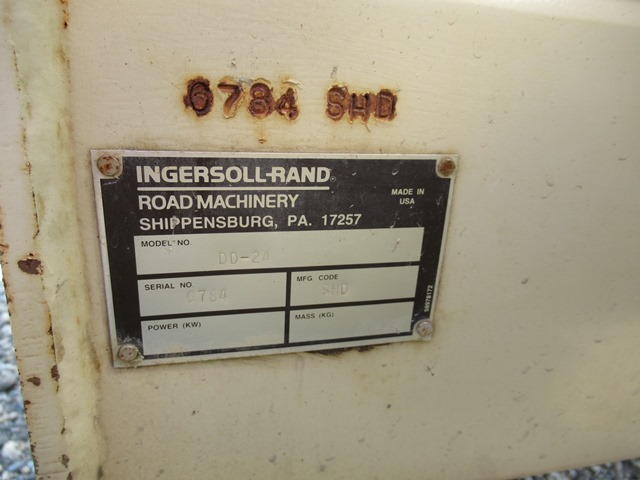 6784 SHD
INGERSOLL-RAND®
ROAD MACHINERY
SHIPPENSBURG, PA. 17257
MADE IN
USA
MODEL NO.
DD-24
SERIAL NO.
6784
MFG CODE
SHD
POWER (KW)
MASS (KG)
58978172